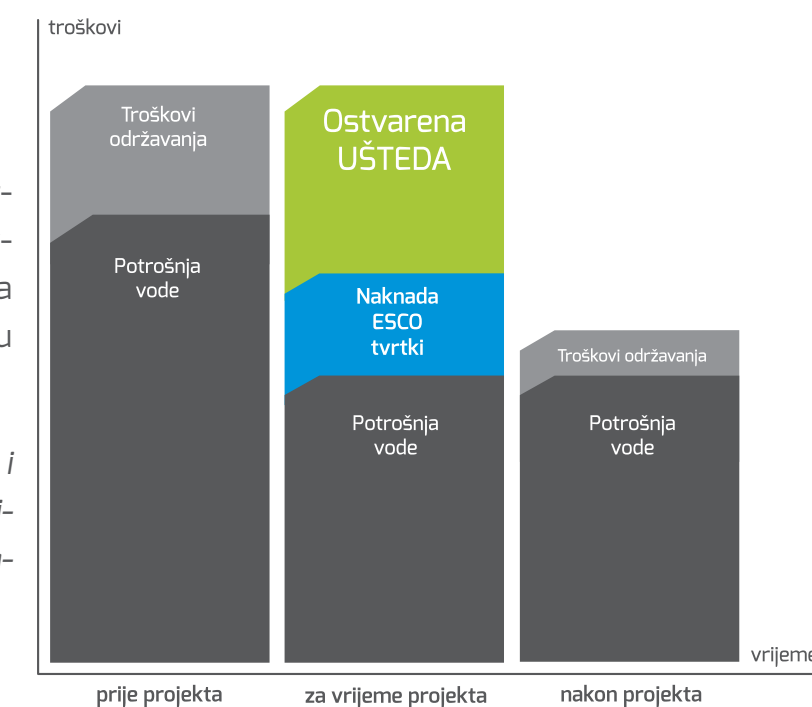 troškovi
Troškovi
održavanja
Potrošnja
vode
Ostvarena
UŠTEDA
Naknada
ESCO
tvrtki
Potrošnja
vode
Troškovi održavanja
Potrošnja
vode
vrijeme
prije projekta
za vrijeme projekta
nakon projekta
a
u
i